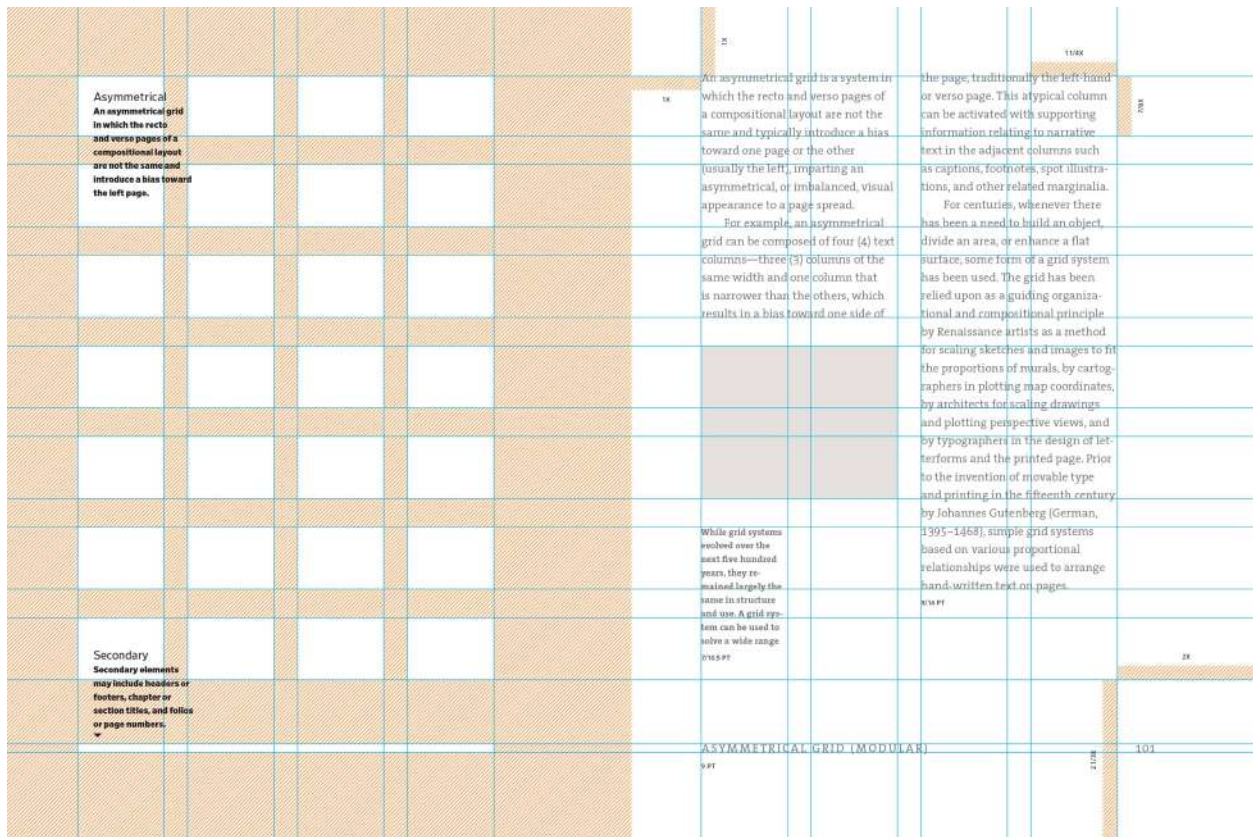 Asymmetrical
An asymmetrical grid
in which the recto
and verso pages of a
compositional layout
are not the same and
introduce a bias toward
the left page.
Secondary
Secondary elements
may include headers or
footers, chapter or
section titles, and folios
or page numbers.
1X
1X
An asymmetrical grid is a system in
which the recto and verso pages of
a compositional layout are not the
same and typically introduce a bias
toward one page or the other
(usually the left), imparting an
asymmetrical, or imbalanced, visual
appearance to a page spread.
For example, an asymmetrical
grid can be composed of four (4) text
columns—three (3) columns of the
same width and one column that
is narrower than the others, which
results in a bias toward one side of
While grid systems
evolved over the
next five hundred
years, they re-
mained largely the
same in structure
and use. A grid sys-
tem can be used to
solve a wide range
7/10.5 PT
11/4X
7/8X
the page, traditionally the left-hand
or verso page. This atypical column
can be activated with supporting
information relating to narrative
text in the adjacent columns such
as captions, footnotes, spot illustra-
tions, and other related marginalia.
For centuries, whenever there
has been a need to build an object,
divide an area, or enhance a flat
surface, some form of a grid system
has been used. The grid has been
relied upon as a guiding organiza-
tional and compositional principle
by Renaissance artists as a method
for scaling sketches and images to fit
the proportions of murals, by cartog-
raphers in plotting map coordinates,
by architects for scaling drawings
and plotting perspective views, and
by typographers in the design of let-
terforms and the printed page. Prior
to the invention of movable type
and printing in the fifteenth century
by Johannes Gutenberg (German,
1395–1468), simple grid systems
based on various proportional
relationships were used to arrange
hand-written text on pages.
9/14 PT
2X
ASYMMETRICAL GRID (MODULAR)
101
9 PT